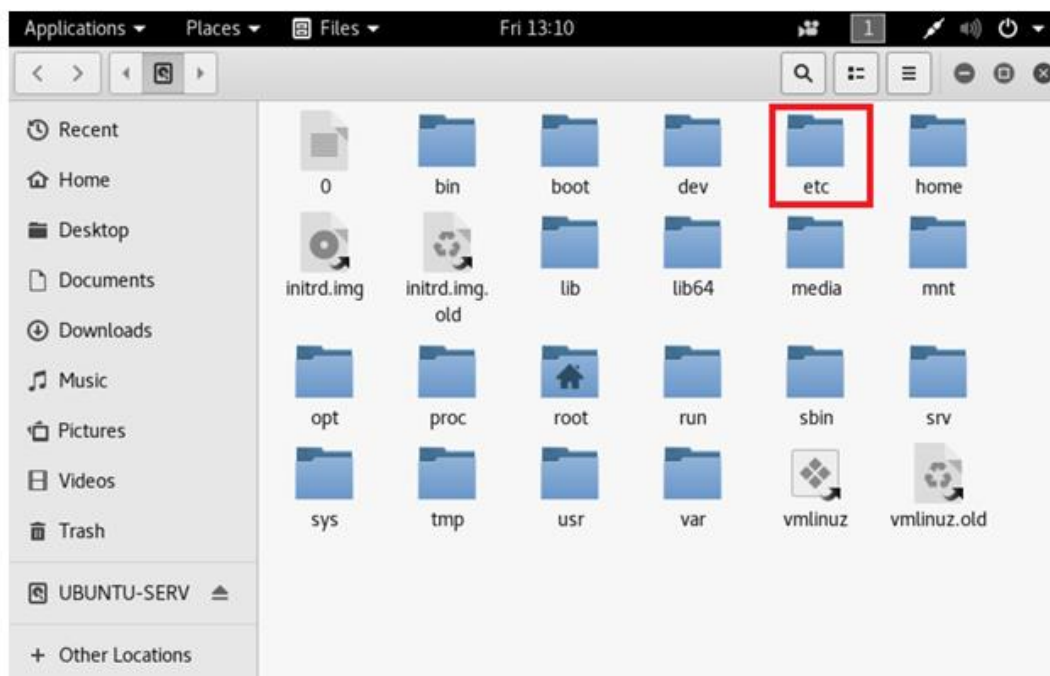 Applications Places Files Fri 13:10 1
Recent
Home
Desktop
Documents
Downloads
Music
Pictures
Videos
Trash
UBUNTU-SERV
+ Other Locations
0 bin boot dev etc home
initrd.img initrd.img. lib lib64 media mnt
old
opt proc root run sbin srv
sys tmp usr var vmlinuz vmlinuz.old